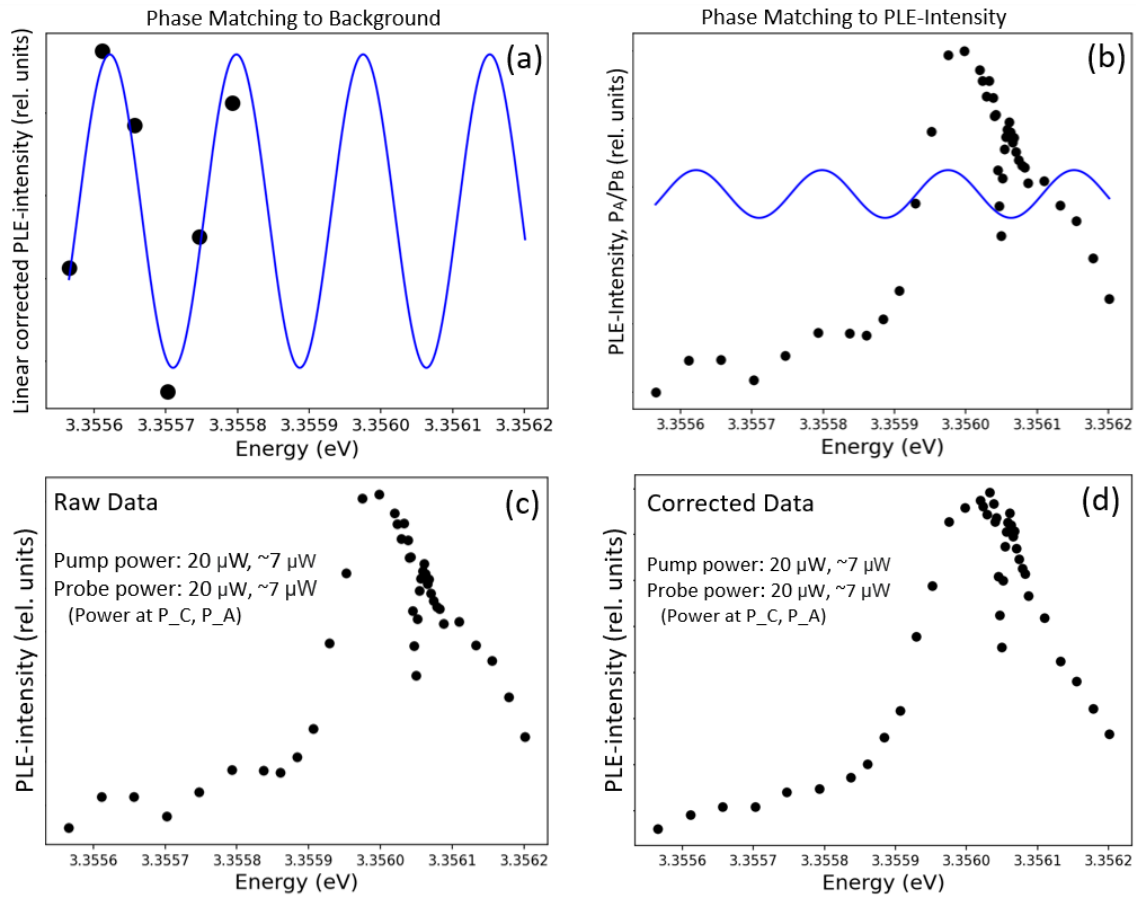 Phase Matching to Background
Phase Matching to PLE-Intensity
Linear corrected PLE-intensity (rel. units)
(a)
3.3556 3.3557 3.3558 3.3559 3.3560 3.3561 3.3562
Energy (eV)
PLE-Intensity, PA/PB (rel. units)
(b)
3.3556 3.3557 3.3558 3.3559 3.3560 3.3561 3.3562
Energy (eV)
PLE-intensity (rel. units)
Raw Data
(c)
Pump power: 20 µW, ~7 µW
Probe power: 20 µW, ~7 µW
(Power at P_C, P_A)
3.3556 3.3557 3.3558 3.3559 3.3560 3.3561 3.3562
Energy (eV)
PLE-intensity (rel. units)
Corrected Data
(d)
Pump power: 20 µW, ~7 µW
Probe power: 20 µW, ~7 µW
(Power at P_C, P_A)
3.3556 3.3557 3.3558 3.3559 3.3560 3.3561 3.3562
Energy (eV)